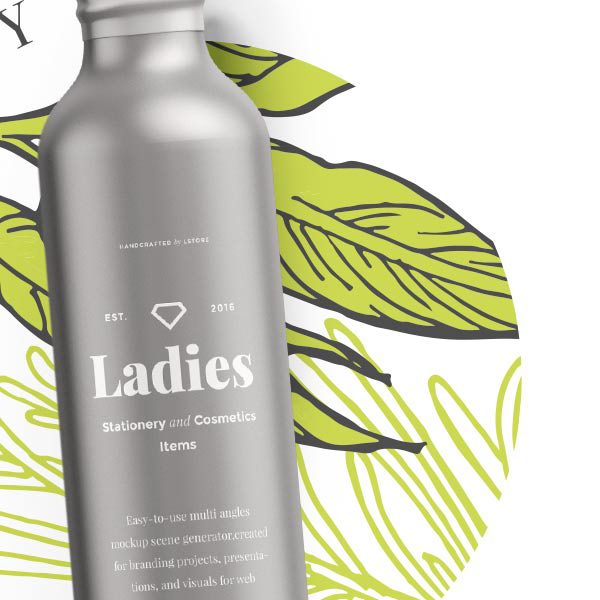 Y
HANDCRAFTED by LSTORE
EST. 2016
Ladies
Stationery and Cosmetics
Items
Easy-to-use multi angles
mockup scene generator.created
for branding projects, presenta-
tions, and visuals for web